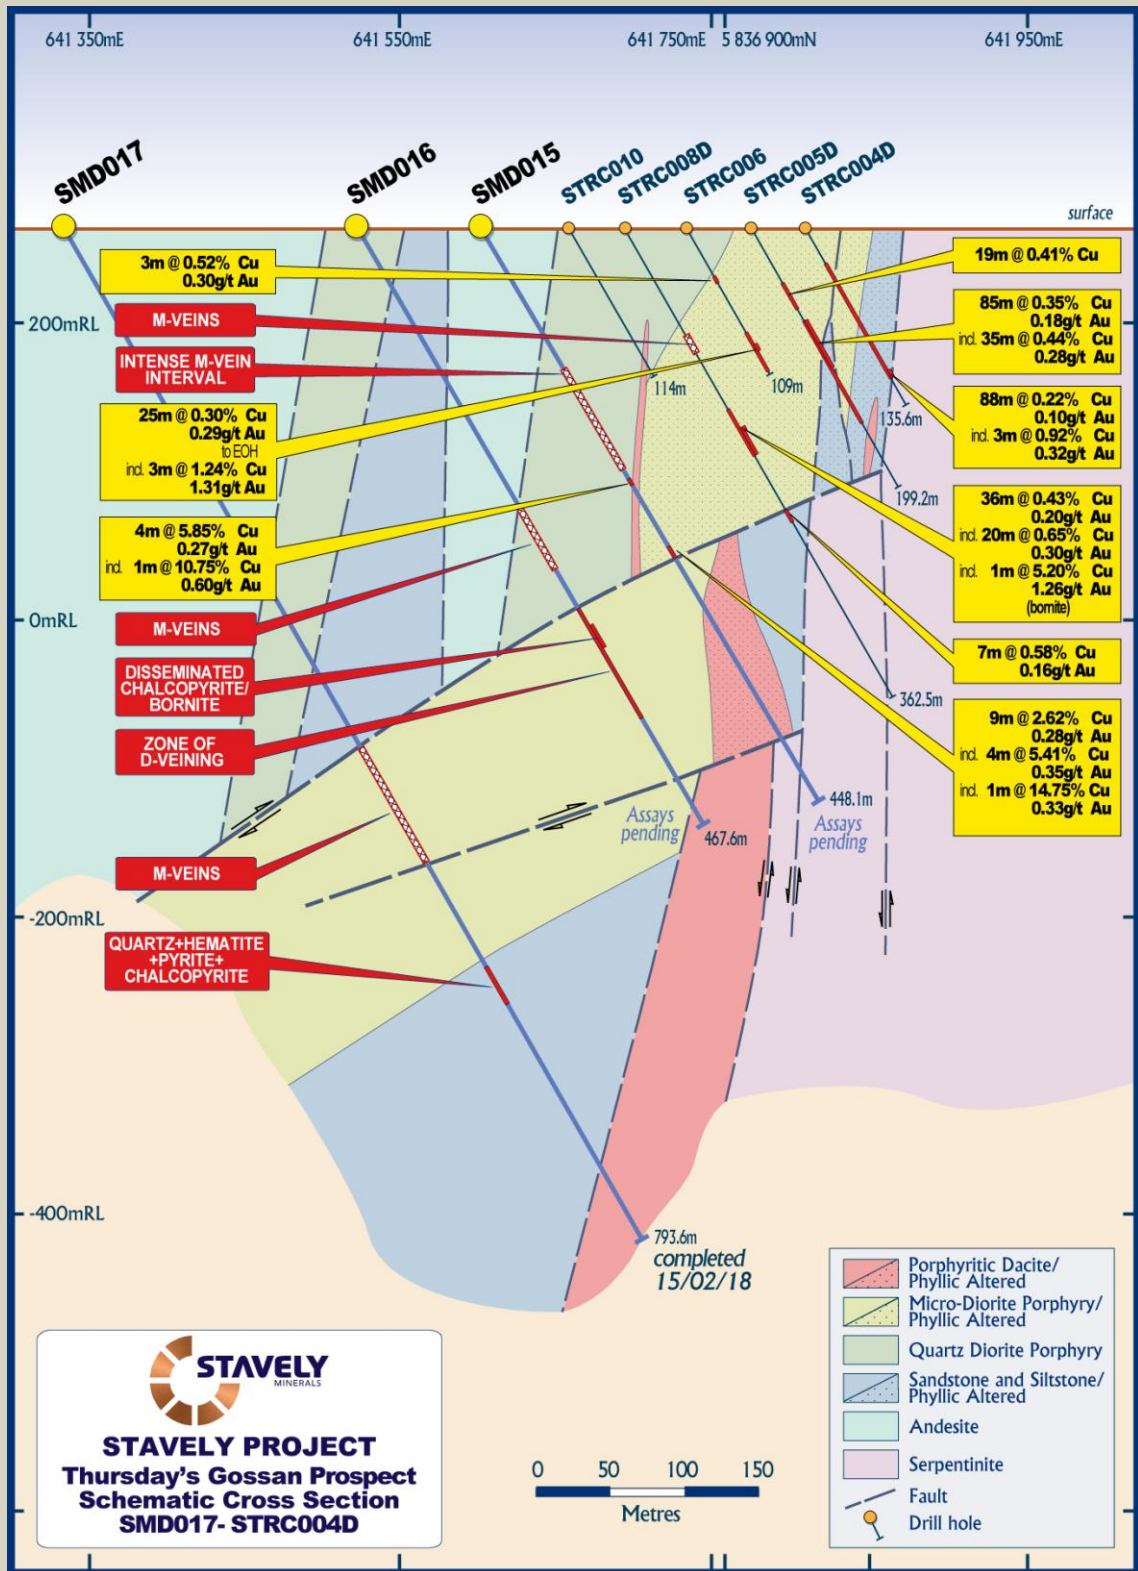 641 350mE
641 550mE
641 750mE
5 836 900mN
641 950mE
SMD017
SMD016
SMD015
STRC010
STRC008D
STRC006
STRC005D
STRC004D
surface
3m @ 0.52% Cu
0.30g/t Au
M-VEINS
INTENSE M-VEIN
INTERVAL
25m @ 0.30% Cu
0.29g/t Au
to EOH
incl. 3m @ 1.24% Cu
1.31g/t Au
4m @ 5.85% Cu
0.27g/t Au
incl. 1m @ 10.75% Cu
0.60g/t Au
M-VEINS
DISSEMINATED
CHALCOPYRITE/
BORNITE
ZONE OF
D-VEINING
M-VEINS
QUARTZ+HEMATITE
+PYRITE+
CHALCOPYRITE
200mRL
0mRL
-200mRL
-400mRL
19m @ 0.41% Cu
85m @ 0.35% Cu
0.18g/t Au
incl. 35m @ 0.44% Cu
0.28g/t Au
88m @ 0.22% Cu
0.10g/t Au
incl. 3m @ 0.92% Cu
0.32g/t Au
36m @ 0.43% Cu
0.20g/t Au
incl. 20m @ 0.65% Cu
0.30g/t Au
incl. 1m @ 5.20% Cu
1.26g/t Au
(bornite)
7m @ 0.58% Cu
0.16g/t Au
9m @ 2.62% Cu
0.28g/t Au
incl. 4m @ 5.41% Cu
0.35g/t Au
incl. 1m @ 14.75% Cu
0.33g/t Au
114m
109m
135.6m
199.2m
362.5m
448.1m
Assays
pending
467.6m
Assays
pending
793.6m
completed
15/02/18
STAVELY
MINERALS
STAVELY PROJECT
Thursday's Gossan Prospect
Schematic Cross Section
SMD017- STRC004D
0 50 100 150
Metres
Porphyritic Dacite/
Phyllic Altered
Micro-Diorite Porphyry/
Phyllic Altered
Quartz Diorite Porphyry
Sandstone and Siltstone/
Phyllic Altered
Andesite
Serpentinite
Fault
Drill hole